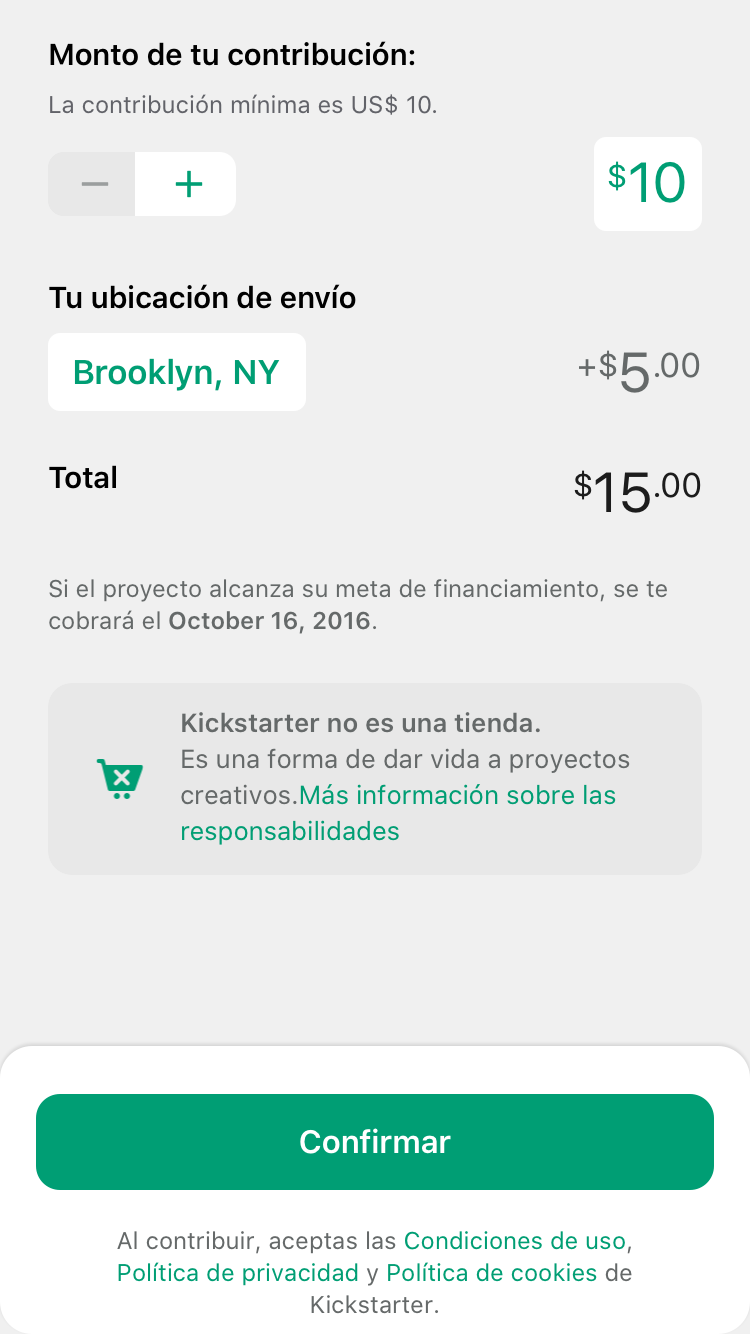 Monto de tu contribución:
La contribución mínima es US$ 10.
− + $10
Tu ubicación de envío
Brooklyn, NY +$5.00
Total $15.00
Si el proyecto alcanza su meta de financiamiento, se te
cobrará el October 16, 2016.
Kickstarter no es una tienda.
Es una forma de dar vida a proyectos
creativos.Más información sobre las
responsabilidades
Confirmar
Al contribuir, aceptas las Condiciones de uso,
Política de privacidad y Política de cookies de
Kickstarter.